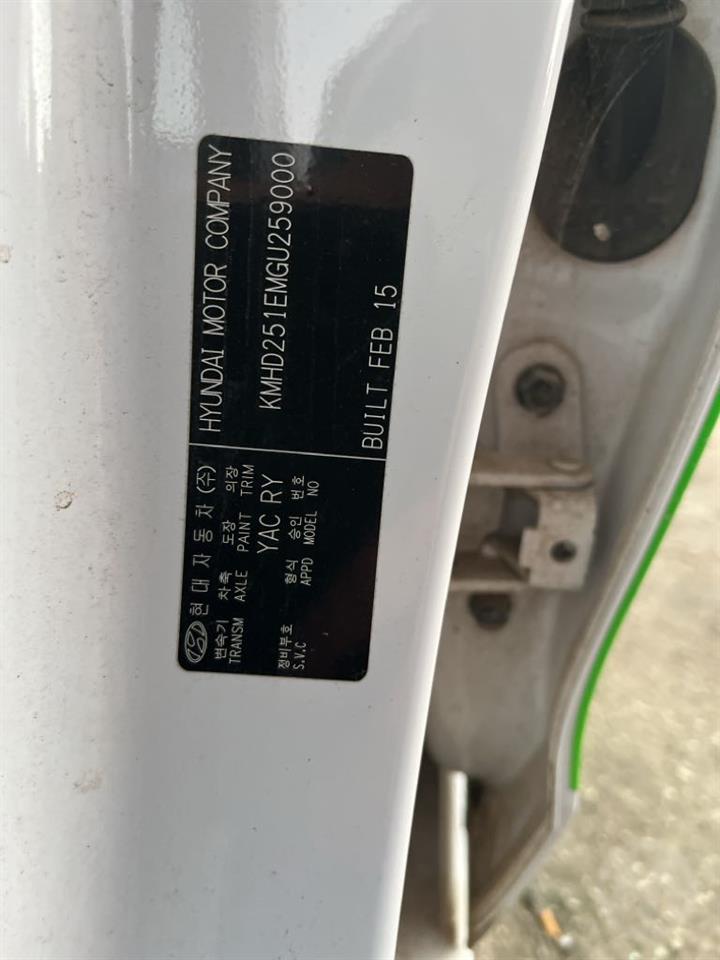 현대자동차(주) HYUNDAI MOTOR COMPANY
변속기 차축 도장 의장
TRANSM AXLE PAINT TRIM
YAC RY KMHD251EMGU259000
정비부호 형식 승인 번호
S.V.C APPD MODEL NO
BUILT FEB 15